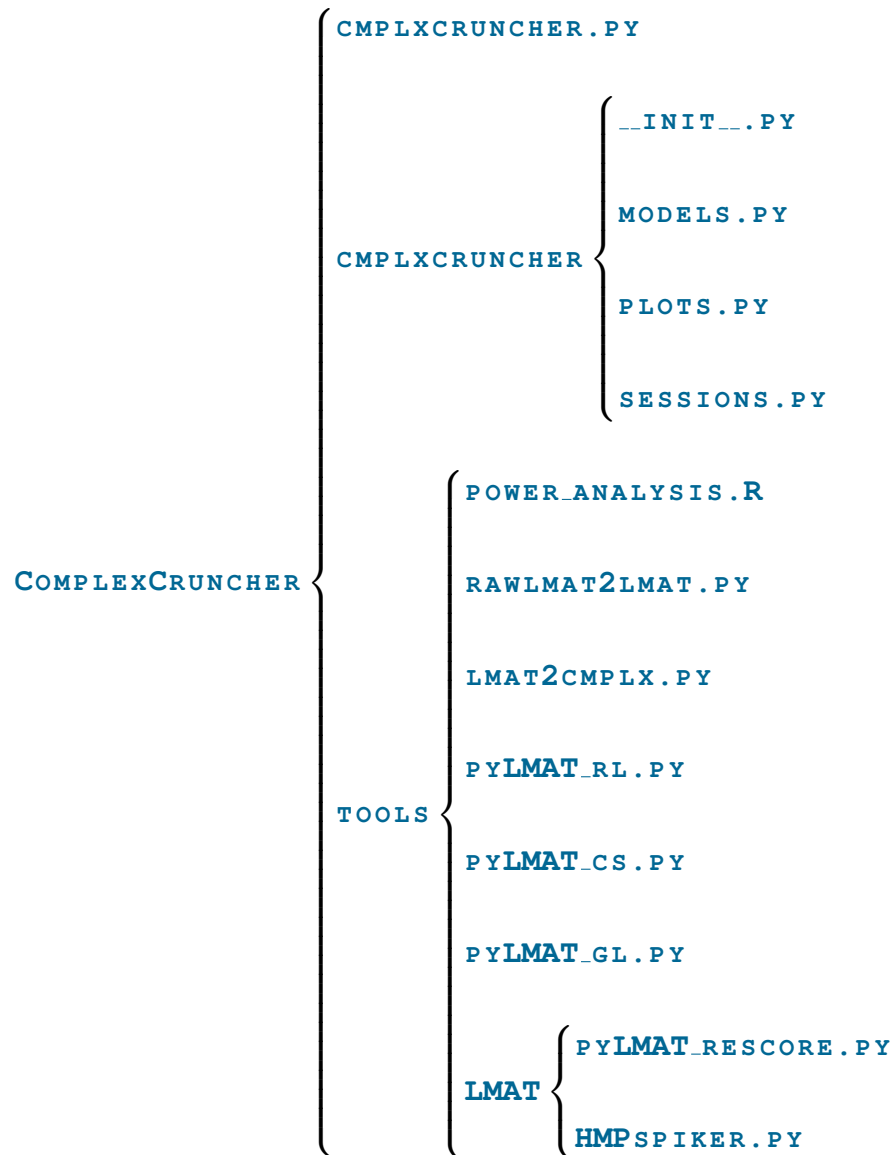 cmplxcruncher.py
__init__.py
models.py
cmplxcruncher
plots.py
sessions.py
power_analysis.R
ComplexCruncher
rawlmat2lmat.py
lmat2cmplx.py
pyLMAT_rl.py
tools
pyLMAT_cs.py
pyLMAT_gl.py
pyLMAT_rescore.py
LMAT
HMPspiker.py